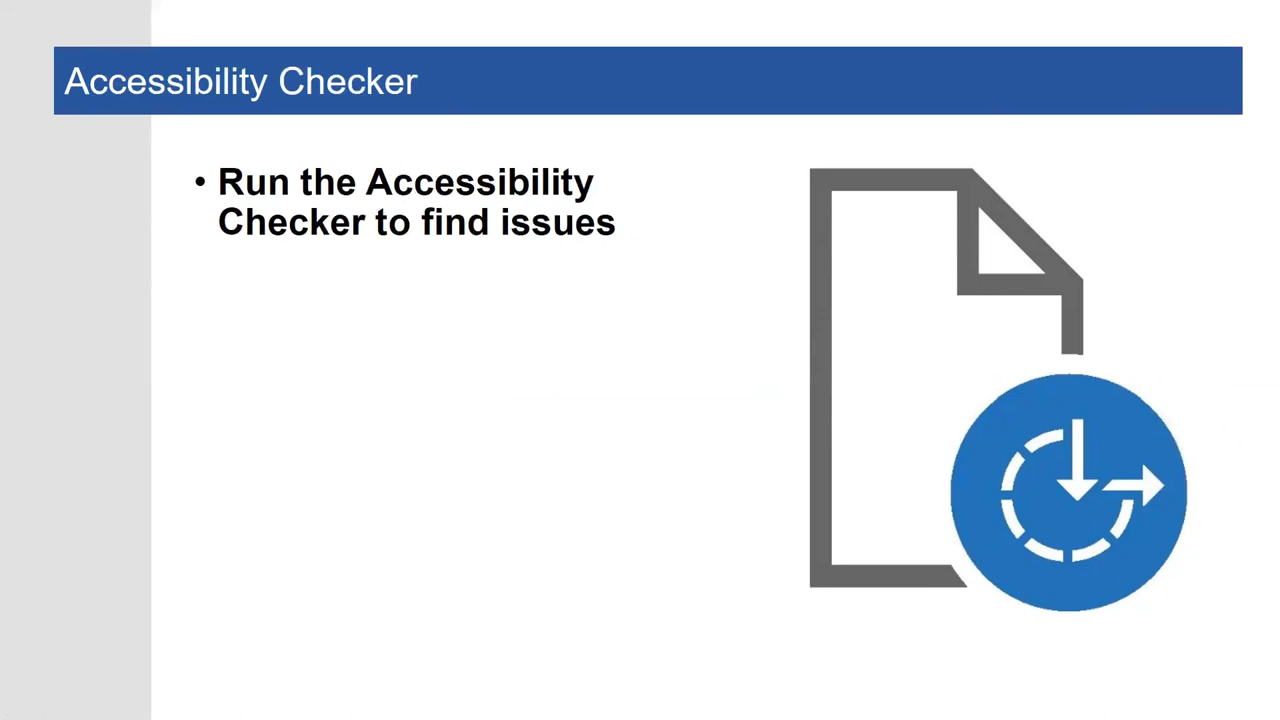 Accessibility Checker
• Run the Accessibility
Checker to find issues